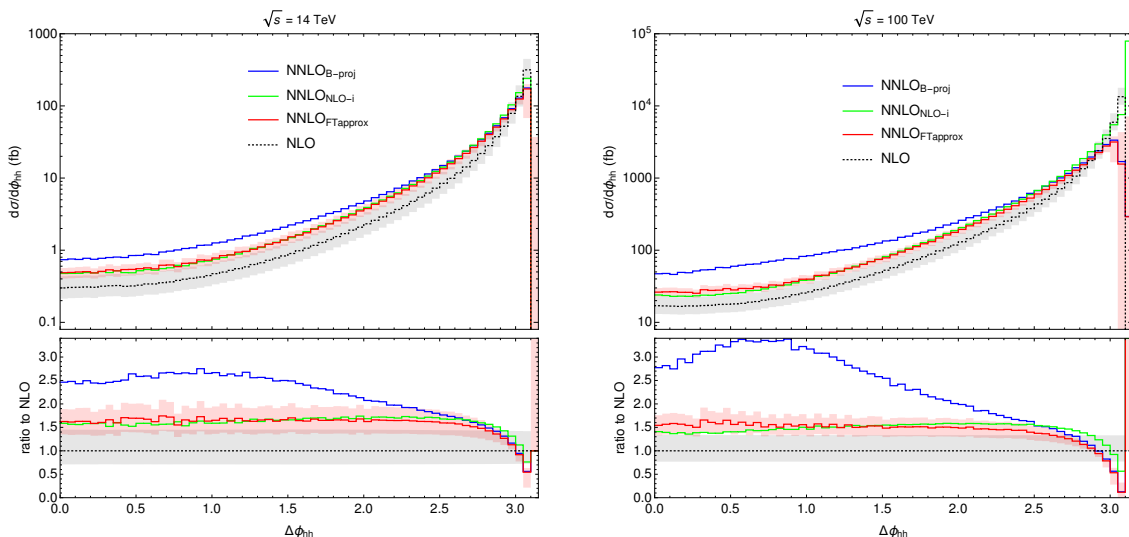 √s = 14 TeV
1000
100
10
1
0.1
dσ/dϕhh (fb)
NNLOB-proj
NNLONLO-i
NNLOFTapprox
NLO
3.0
2.5
2.0
1.5
1.0
0.5
0.0
ratio to NLO
0.0 0.5 1.0 1.5 2.0 2.5 3.0
Δϕhh
√s = 100 TeV
10^5
10^4
1000
100
10
dσ/dϕhh (fb)
NNLOB-proj
NNLONLO-i
NNLOFTapprox
NLO
3.0
2.5
2.0
1.5
1.0
0.5
0.0
ratio to NLO
0.0 0.5 1.0 1.5 2.0 2.5 3.0
Δϕhh